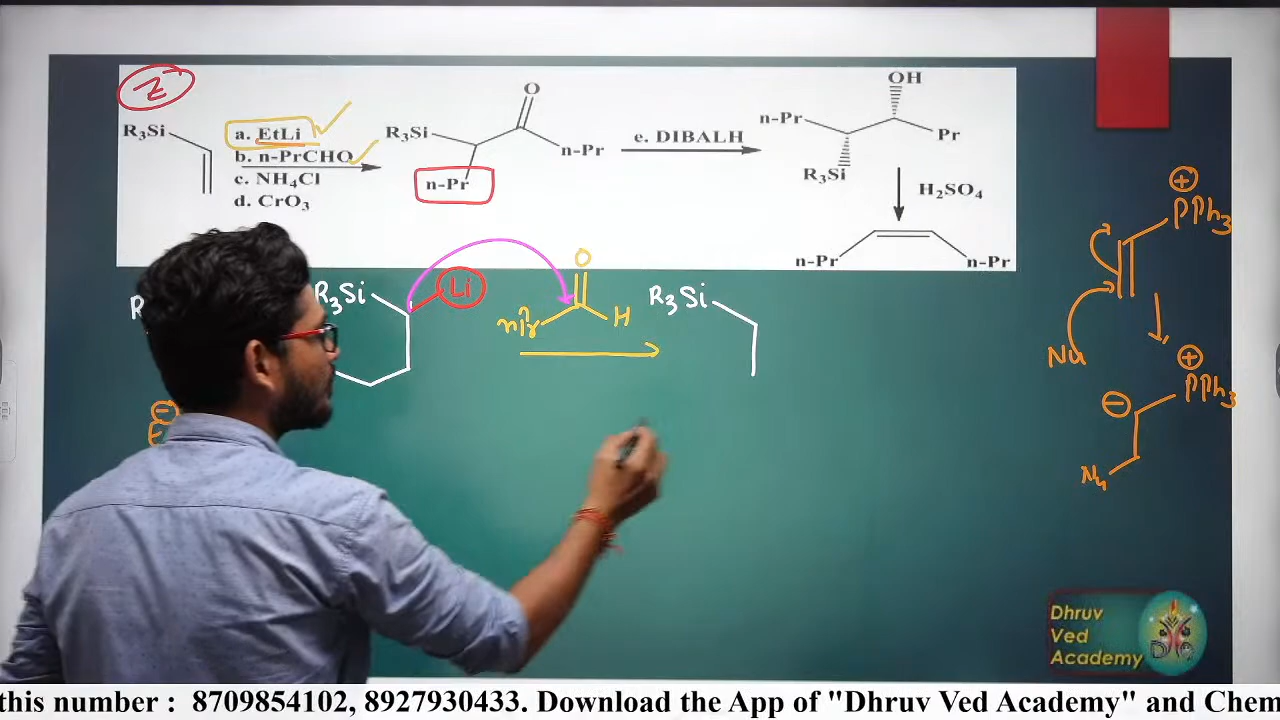 Z
R₃Si
a. EtLi
b. n-PrCHO
c. NH₄Cl
d. CrO₃
R₃Si
O
n-Pr
n-Pr
e. DIBALH
OH
n-Pr
Pr
R₃Si
H₂SO₄
n-Pr
n-Pr
R
R₃Si
Li
O
nPr
H
R₃Si
⊕
PPh₃
Nu
⊕
PPh₃
⊖
Nu
⊖
Dhruv
Ved
Academy
this number : 8709854102, 8927930433. Download the App of "Dhruv Ved Academy" and Chem